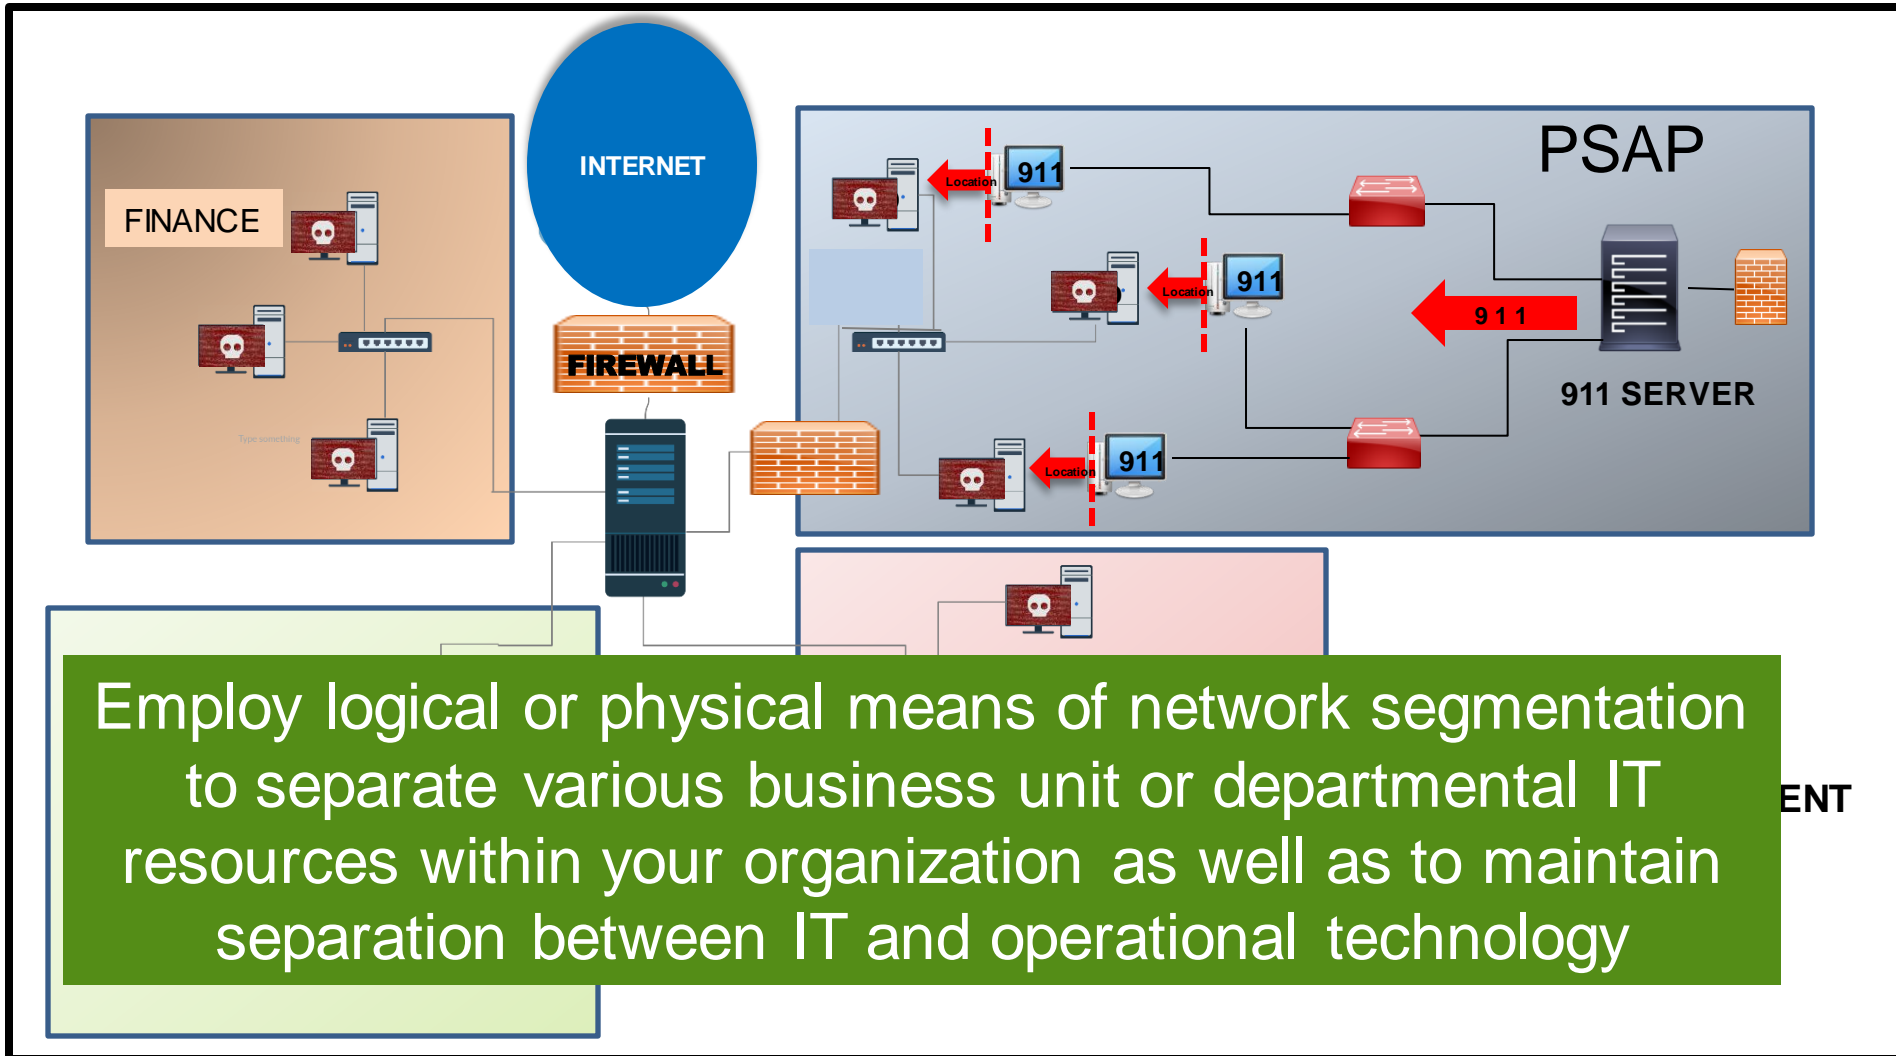 INTERNET
PSAP
FINANCE
Location
911
FIREWALL
Location
911
9 1 1
911 SERVER
Type something
Location
911
Employ logical or physical means of network segmentation
to separate various business unit or departmental IT
resources within your organization as well as to maintain
separation between IT and operational technology
ENT